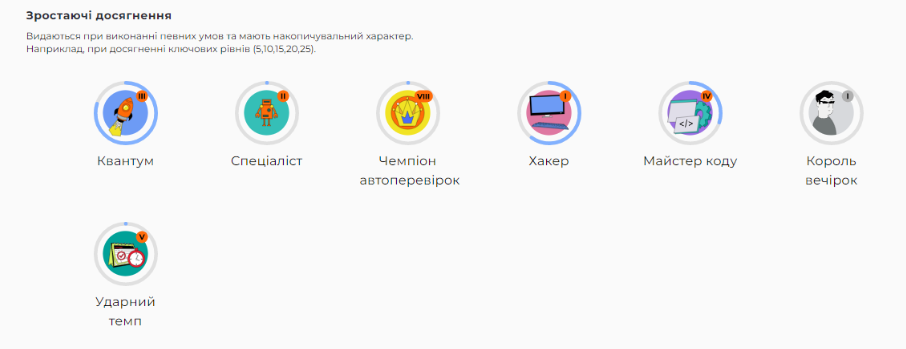 Зростаючі досягнення
Видаються при виконанні певних умов та мають накопичувальний характер.
Наприклад, при досягненні ключових рівнів (5,10,15,20,25).
III
II
VIII
I
IV
I
</>
Квантум
Спеціаліст
Чемпіон
автоперевірок
Хакер
Майстер коду
Король
вечірок
V
Ударний
темп